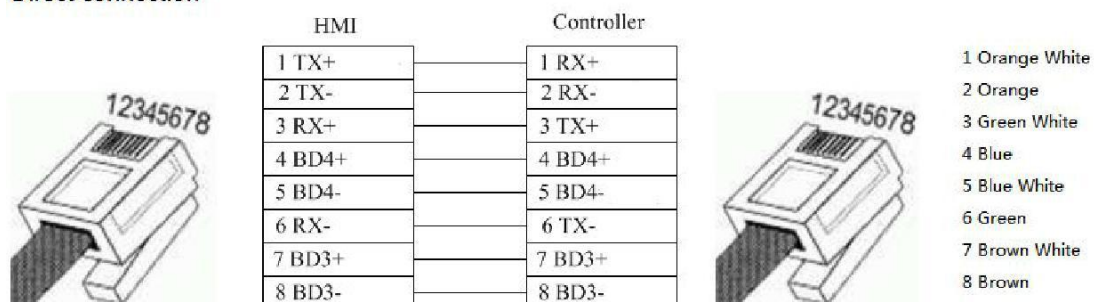 HMI
Controller
1 TX+
1 RX+
2 TX-
2 RX-
3 RX+
3 TX+
4 BD4+
4 BD4+
5 BD4-
5 BD4-
6 RX-
6 TX-
7 BD3+
7 BD3+
8 BD3-
8 BD3-
12345678
12345678
1 Orange White
2 Orange
3 Green White
4 Blue
5 Blue White
6 Green
7 Brown White
8 Brown